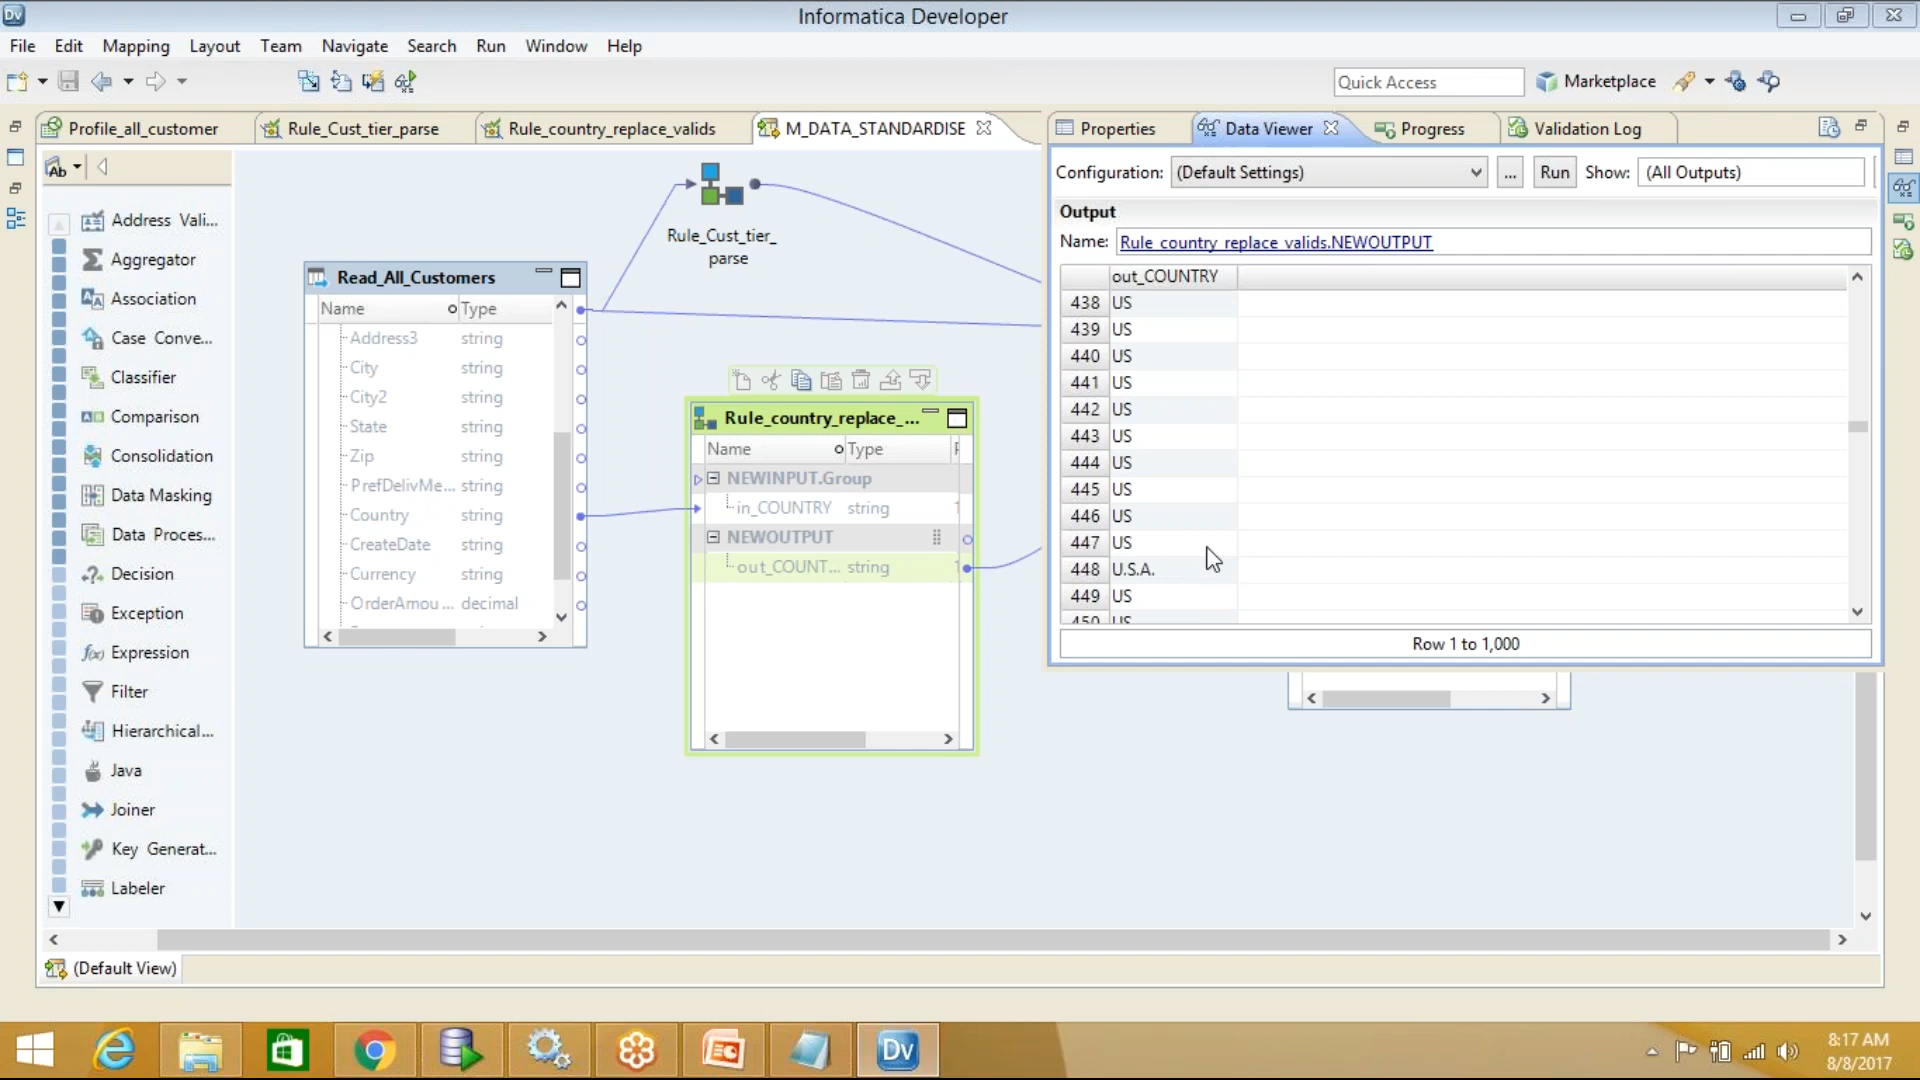 Dv Informatica Developer
File Edit Mapping Layout Team Navigate Search Run Window Help
Quick Access Marketplace
Profile_all_customer Rule_Cust_tier_parse Rule_country_replace_valids M_DATA_STANDARDISE Properties Data Viewer Progress Validation Log
Ab
Configuration: (Default Settings) ... Run Show: (All Outputs)
Output
Name: Rule_country_replace_valids.NEWOUTPUT
out_COUNTRY
438 US
439 US
440 US
441 US
442 US
443 US
444 US
445 US
446 US
447 US
448 U.S.A.
449 US
450 US
Row 1 to 1,000
Address Vali...
Aggregator
Association
Case Conve...
Classifier
Comparison
Consolidation
Data Masking
Data Proces...
Decision
Exception
Expression
Filter
Hierarchical...
Java
Joiner
Key Generat...
Labeler
Rule_Cust_tier_
parse
Read_All_Customers
Name Type
Address3 string
City string
City2 string
State string
Zip string
PrefDelivMe... string
Country string
CreateDate string
Currency string
OrderAmou... decimal
Rule_country_replace_...
Name Type
NEWINPUT.Group
in_COUNTRY string
NEWOUTPUT
out_COUNT... string
(Default View)
Dv
8:17 AM
8/8/2017